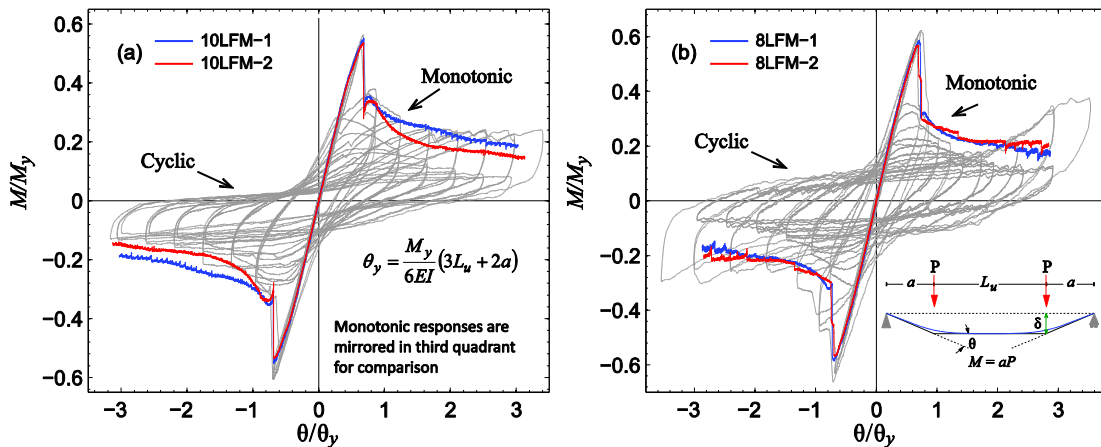 (a)
10LFM−1
10LFM−2
Monotonic
Cyclic
θy = My/6EI (3Lu + 2a)
Monotonic responses are
mirrored in third quadrant
for comparison
0.6
0.4
0.2
0
−0.2
−0.4
−0.6
M/My
−3 −2 −1 0 1 2 3
θ/θy
(b)
8LFM−1
8LFM−2
Monotonic
Cyclic
P P
a Lu a
δ
θ
M = aP
0.6
0.4
0.2
0
−0.2
−0.4
−0.6
M/My
−3 −2 −1 0 1 2 3
θ/θy